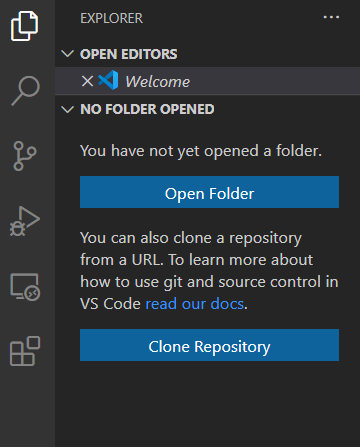 EXPLORER
OPEN EDITORS
Welcome
NO FOLDER OPENED
You have not yet opened a folder.
Open Folder
You can also clone a repository
from a URL. To learn more about
how to use git and source control in
VS Code read our docs.
Clone Repository